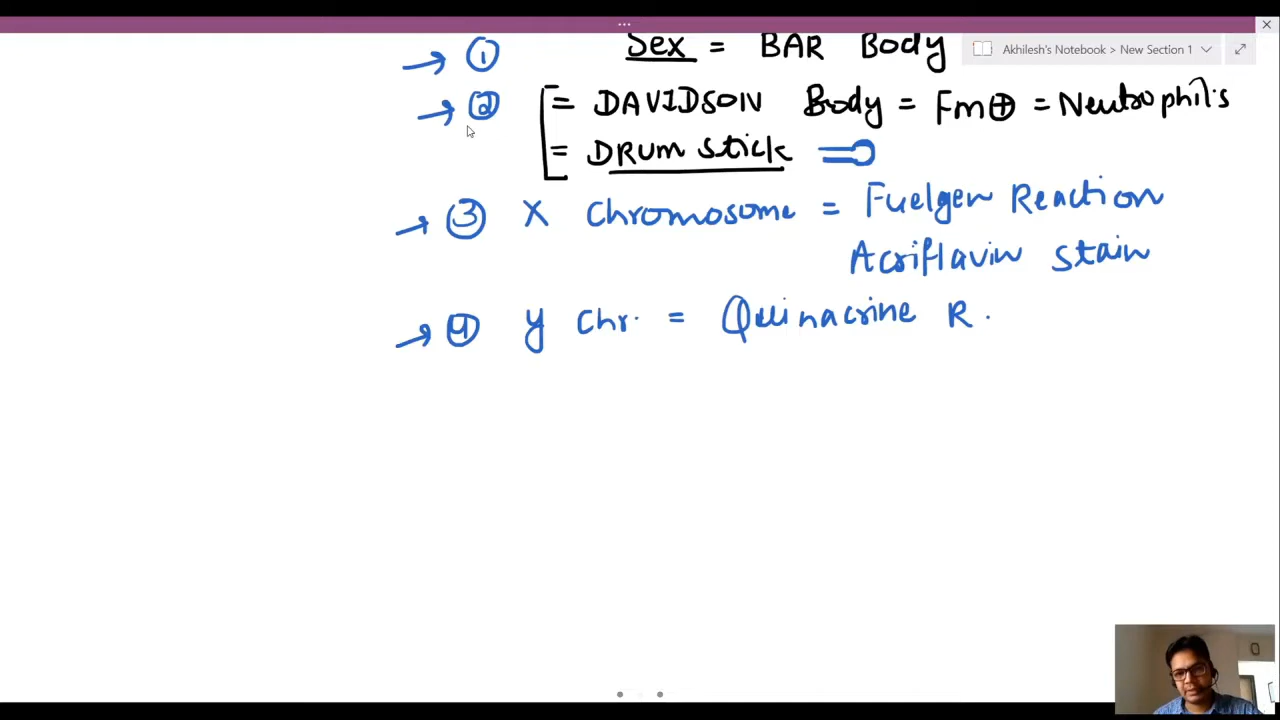 Akhilesh's Notebook > New Section 1
→ ① Sex = BAR Body
→ ② = DAVIDSON Body = Fm⊕ = Neutrophils
= DRUM stick
→ ③ X Chromosome = Fuelgen Reaction
Acriflavin stain
→ ④ y Chr. = Quinacrine R.